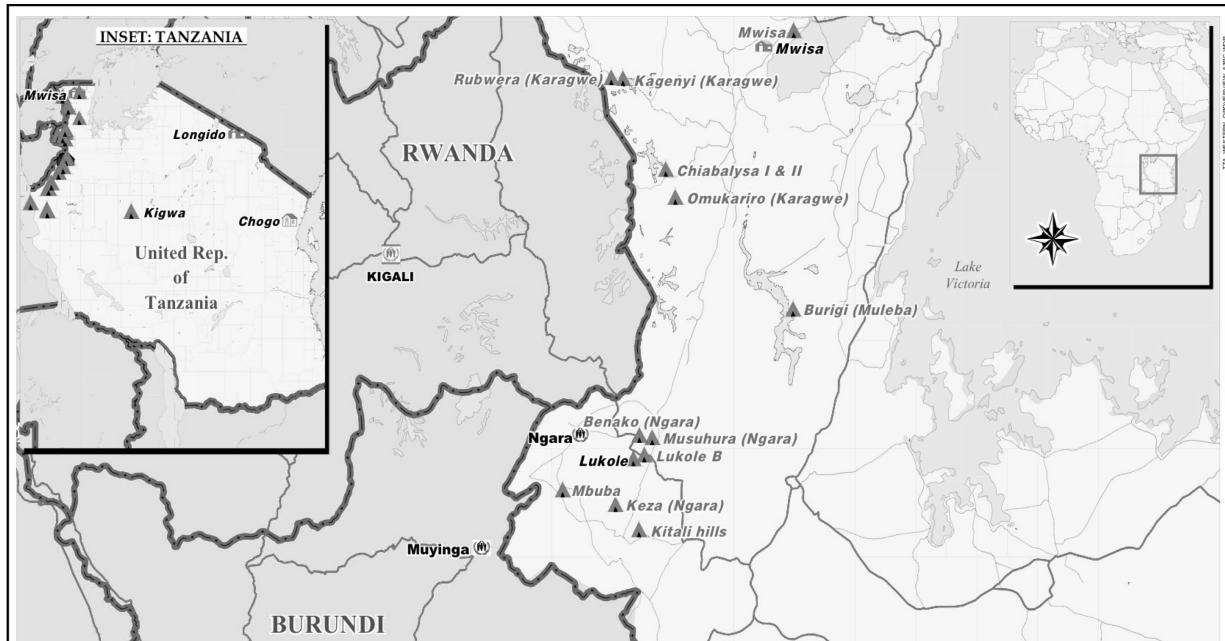 INSET: TANZANIA
Mwisa
Longido
Kigwa
Chogo
United Rep.
of
Tanzania
Mwisa
Mwisa
Rubwera (Karagwe)
Kagenyi (Karagwe)
RWANDA
Chiabalysa I & II
Omukariro (Karagwe)
KIGALI
Lake
Victoria
Burigi (Muleba)
Benako (Ngara)
Ngara
Musuhura (Ngara)
Lukole
Lukole B
Mbuba
Keza (Ngara)
Kitali hills
Muyinga
BURUNDI